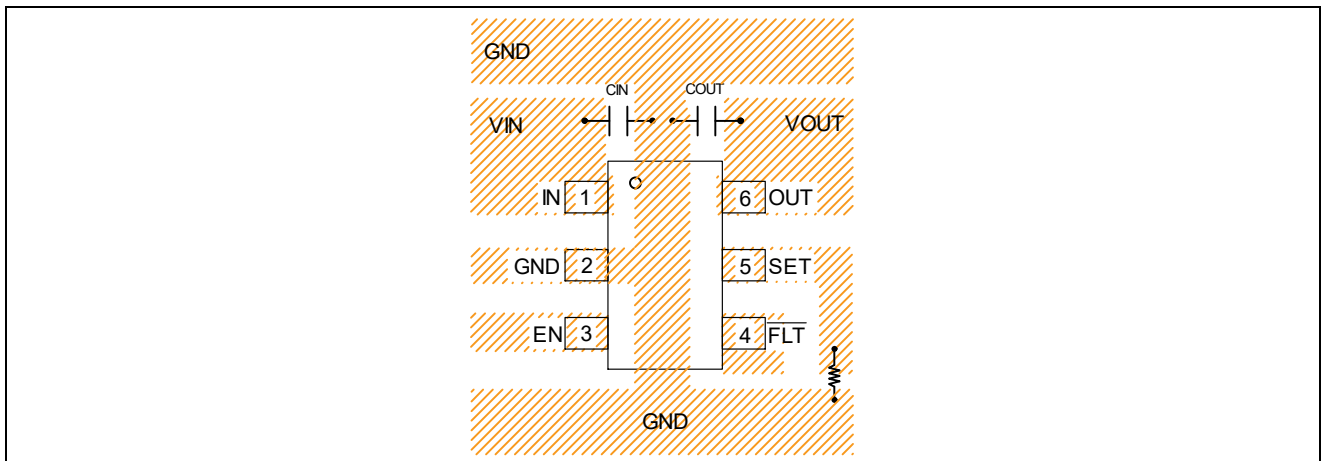 GND
CIN COUT
VIN VOUT
IN 1 6 OUT
GND 2 5 SET
EN 3 4 FLT
GND